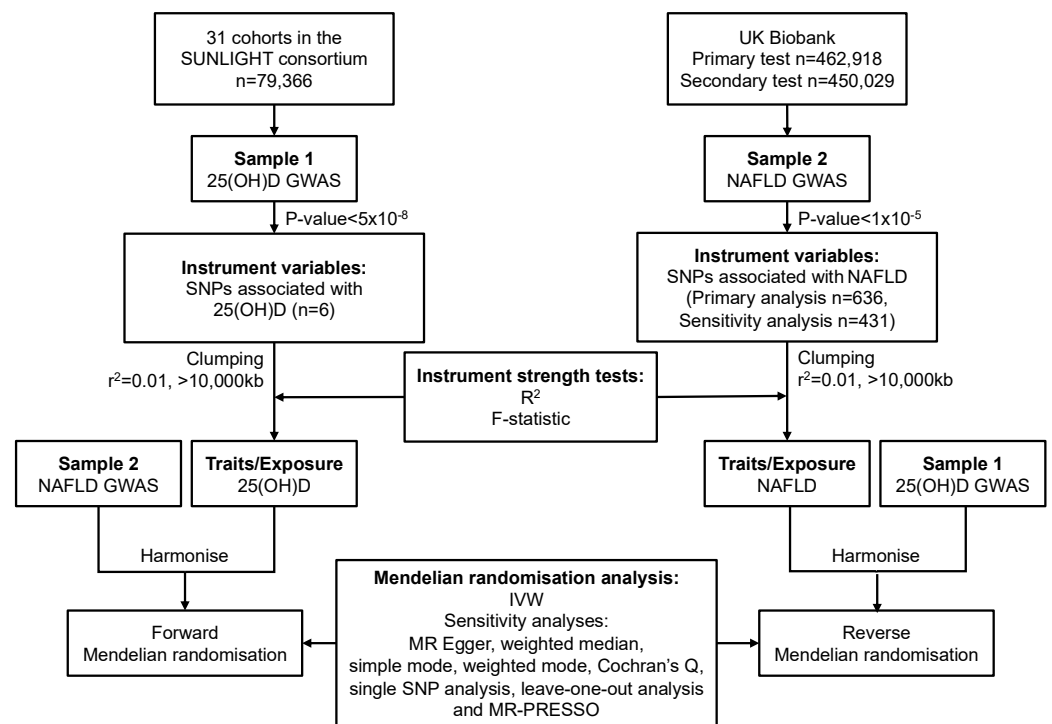 31 cohorts in the
SUNLIGHT consortium
n=79,366
UK Biobank
Primary test n=462,918
Secondary test n=450,029
Sample 1
25(OH)D GWAS
Sample 2
NAFLD GWAS
P-value<5x10⁻⁸
P-value<1x10⁻⁵
Instrument variables:
SNPs associated with
25(OH)D (n=6)
Instrument variables:
SNPs associated with NAFLD
(Primary analysis n=636,
Sensitivity analysis n=431)
Clumping
r²=0.01, >10,000kb
Instrument strength tests:
R²
F-statistic
Clumping
r²=0.01, >10,000kb
Sample 2
NAFLD GWAS
Traits/Exposure
25(OH)D
Traits/Exposure
NAFLD
Sample 1
25(OH)D GWAS
Harmonise
Harmonise
Forward
Mendelian randomisation
Mendelian randomisation analysis:
IVW
Sensitivity analyses:
MR Egger, weighted median,
simple mode, weighted mode, Cochran's Q,
single SNP analysis, leave-one-out analysis
and MR-PRESSO
Reverse
Mendelian randomisation